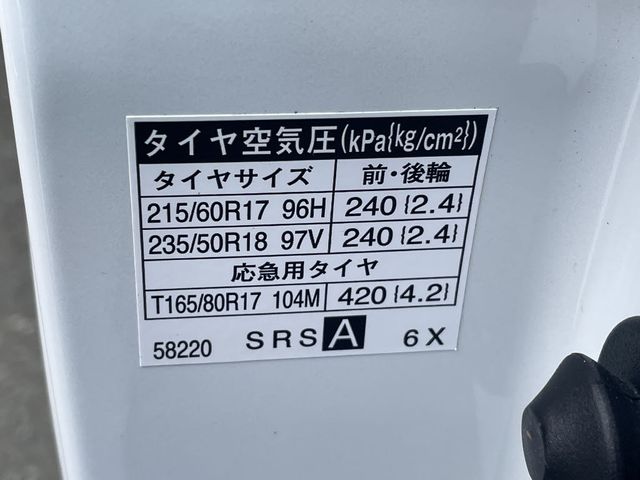 タイヤ空気圧(kPa{kg/cm²})
タイヤサイズ 前・後輪
215/60R17 96H 240 {2.4}
235/50R18 97V 240 {2.4}
応急用タイヤ
T165/80R17 104M 420 {4.2}
58220 SRS A 6X